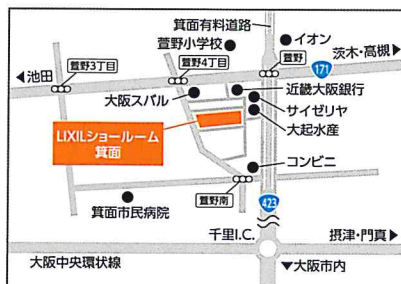 箕面有料道路
萱野小学校
イオン
茨木・高槻▶
◀池田
萱野3丁目
萱野4丁目
萱野
171
大阪スバル
近畿大阪銀行
サイゼリヤ
大起水産
LIXILショールーム
箕面
コンビニ
箕面市民病院
萱野南
423
千里I.C.
摂津・門真▶
大阪中央環状線
▼大阪市内